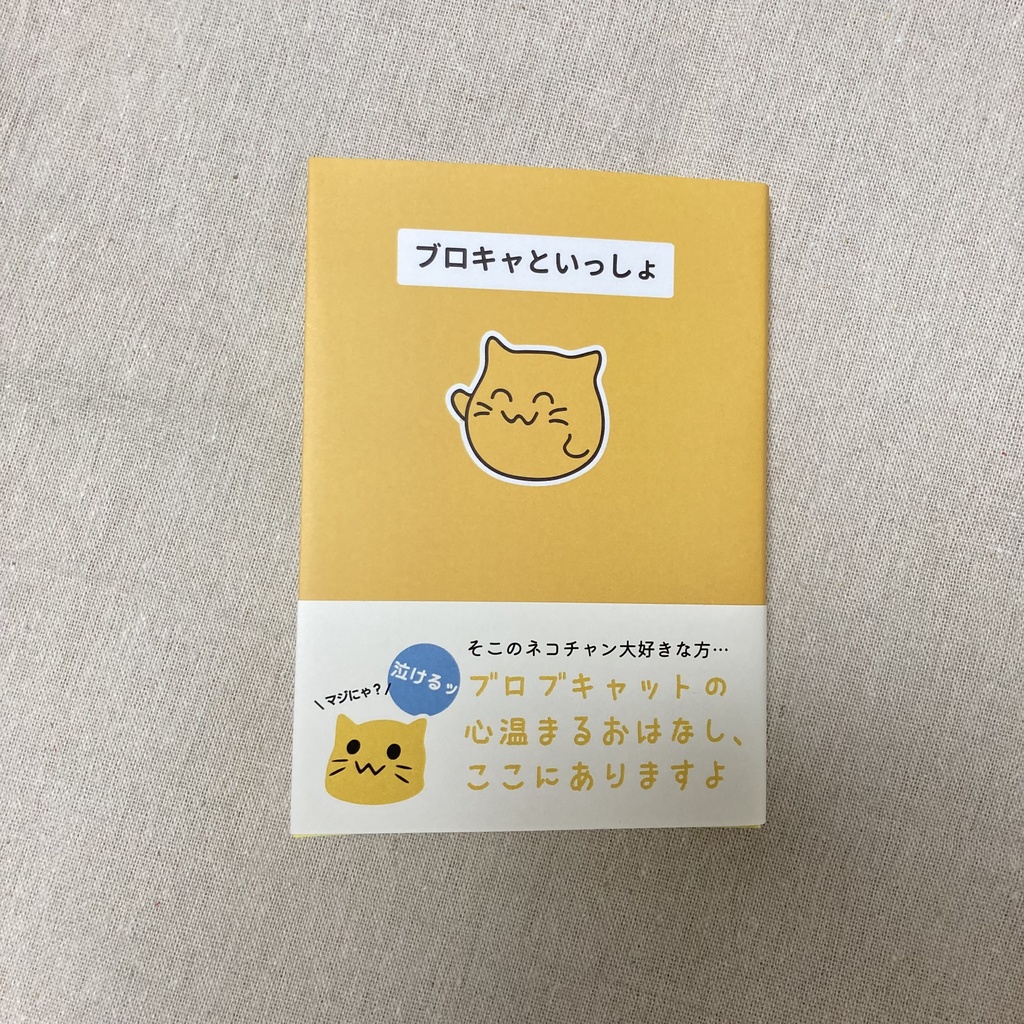 ブロキャといっしょ
そこのネコチャン大好きな方…
泣けるッ
\マジにゃ?/
ブロブキャットの
心温まるおはなし、
ここにありますよ